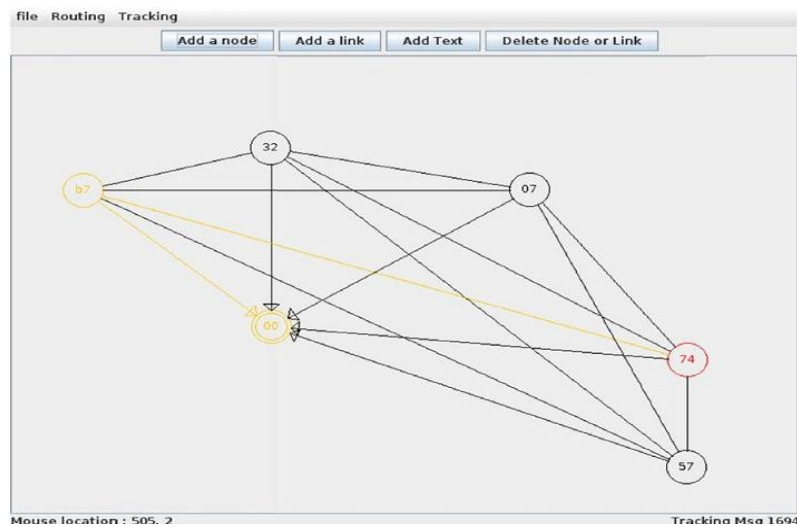 file Routing Tracking
Add a node Add a link Add Text Delete Node or Link
32
b7
07
00
74
57
Mouse location : 505, 2 Tracking Msg 1694